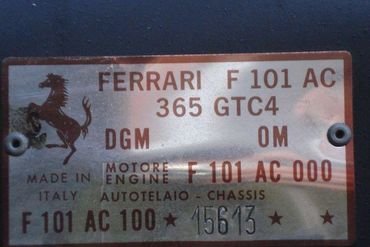 FERRARI F 101 AC
365 GTC4
DGM OM
MADE IN ITALY
MOTORE ENGINE F 101 AC 000
AUTOTELAIO - CHASSIS
F 101 AC 100 * 15613 *